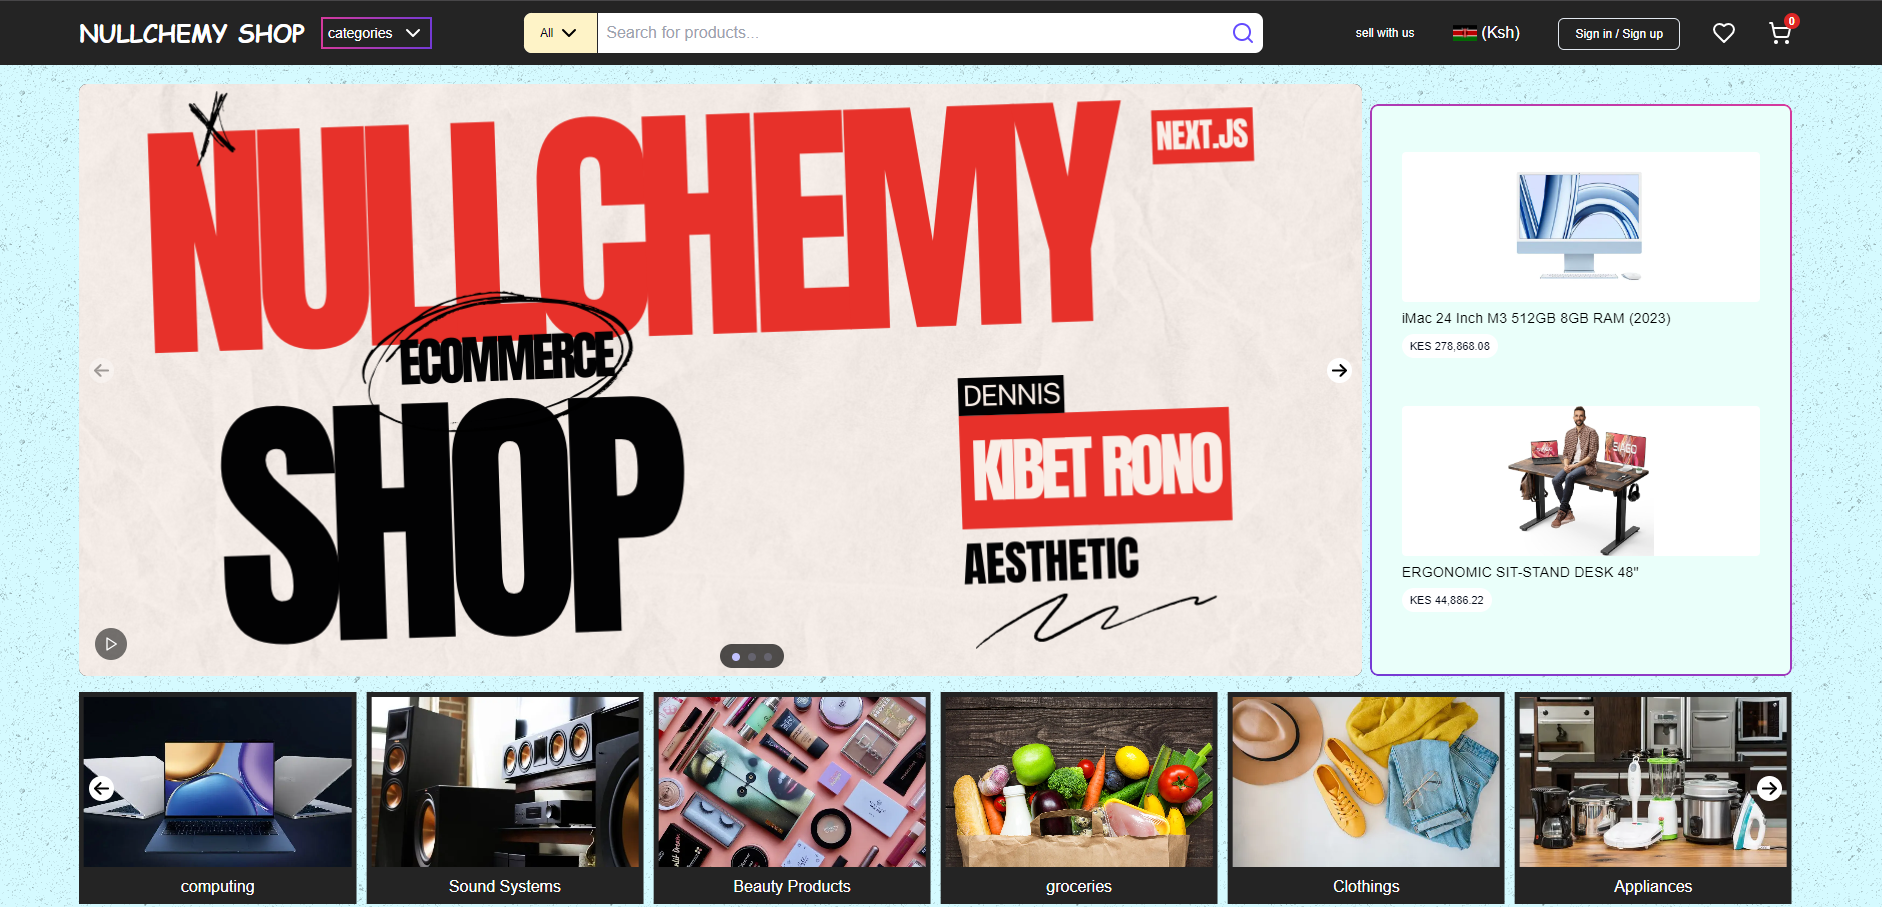 NULLCHEMY SHOP
categories
All
Search for products...
sell with us
(Ksh)
Sign in / Sign up
0
NULLCHEMY
NEXT.JS
ECOMMERCE
SHOP
DENNIS
KIBET RONO
AESTHETIC
iMac 24 Inch M3 512GB 8GB RAM (2023)
KES 278,868.08
ERGONOMIC SIT-STAND DESK 48"
KES 44,886.22
computing
Sound Systems
Beauty Products
groceries
Clothings
Appliances